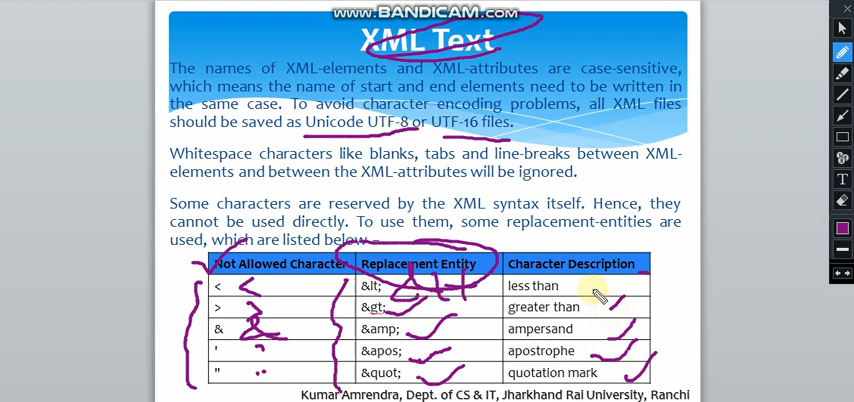 www.BANDICAM.com
XML Text
The names of XML-elements and XML-attributes are case-sensitive,
which means the name of start and end elements need to be written in
the same case. To avoid character encoding problems, all XML files
should be saved as Unicode UTF-8 or UTF-16 files.
Whitespace characters like blanks, tabs and line-breaks between XML-
elements and between the XML-attributes will be ignored.
Some characters are reserved by the XML syntax itself. Hence, they
cannot be used directly. To use them, some replacement-entities are
used, which are listed below –
Not Allowed Character Replacement Entity Character Description
< < &lt; less than
> > &gt; greater than
& & &amp; ampersand
' ' &apos; apostrophe
" " &quot; quotation mark
Kumar Amrendra, Dept. of CS & IT, Jharkhand Rai University, Ranchi
T